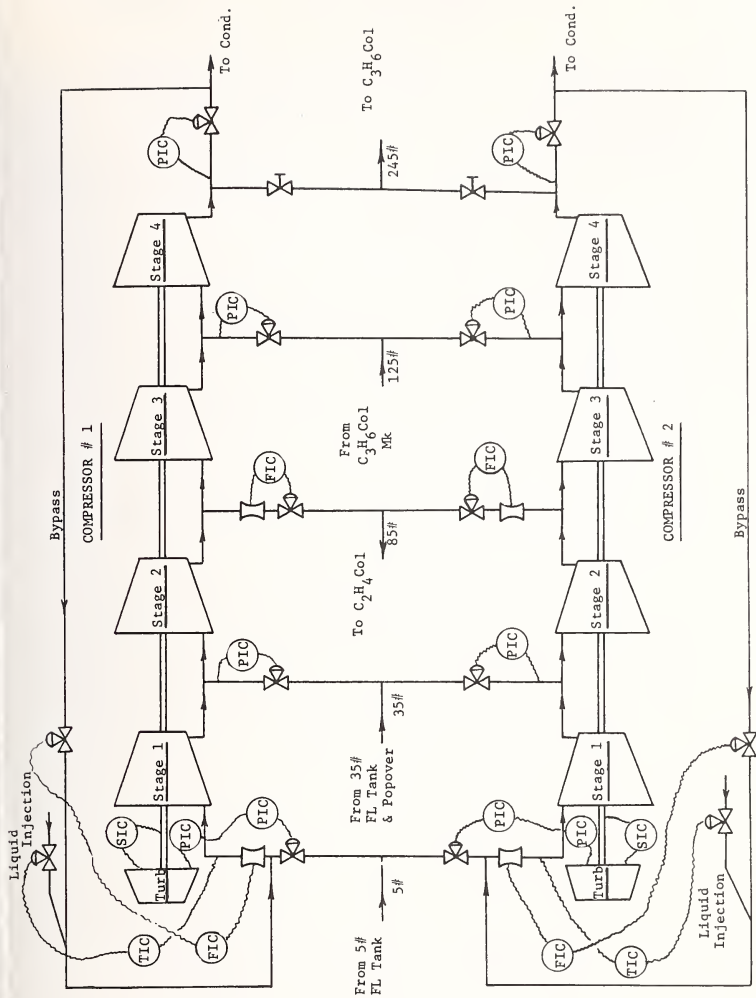 To Cond.
PIC
245#
To C3H6Col
PIC
To Cond.
Stage 4
Stage 4
PIC
125#
PIC
Stage 3
From
C3H6Col
Mk
Stage 3
Bypass
COMPRESSOR # 1
FIC
85#
FIC
COMPRESSOR # 2
Bypass
Stage 2
To C2H4Col
Stage 2
PIC
35#
PIC
Stage 1
From 35#
FL Tank
& Popover
Stage 1
Liquid
Injection
SIC
PIC
PIC
Turb
5#
PIC
PIC
SIC
Turb
TIC
FIC
From 5#
FL Tank
FIC
TIC
Liquid
Injection